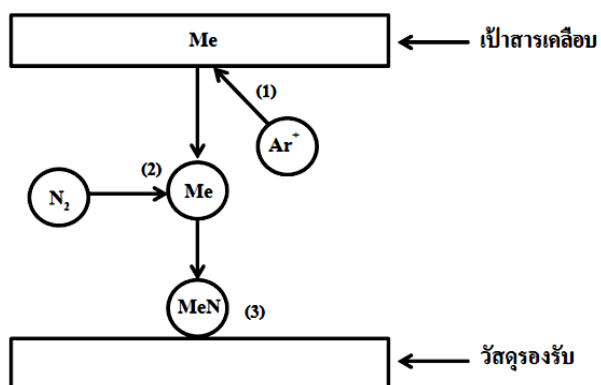 Me
เป้าสารเคลือบ
(1)
Ar⁺
(2)
N₂
Me
MeN
(3)
วัสดุรองรับ